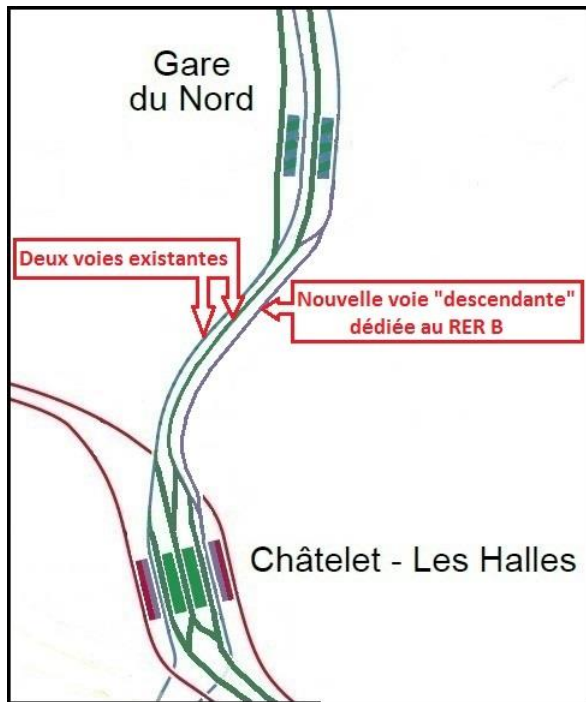 Gare
du Nord
Deux voies existantes
Nouvelle voie "descendante"
dédiée au RER B
Châtelet - Les Halles